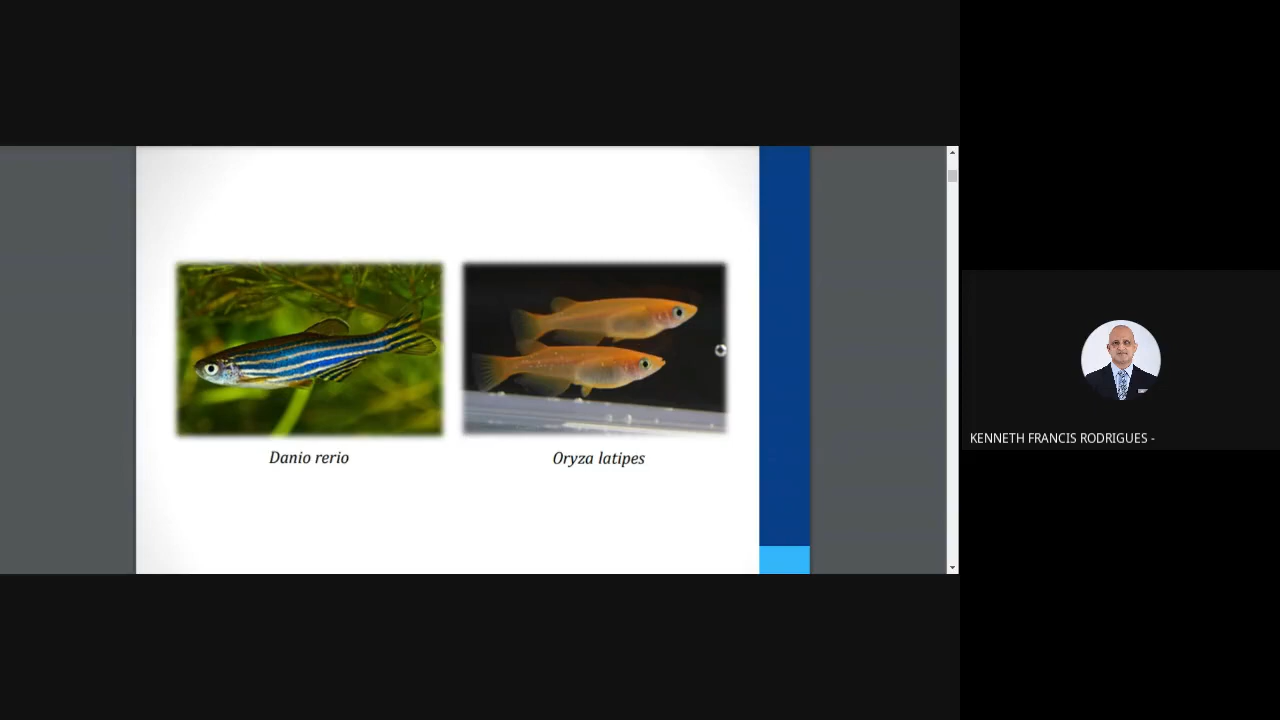 Danio rerio
Oryza latipes
KENNETH FRANCIS RODRIGUES -